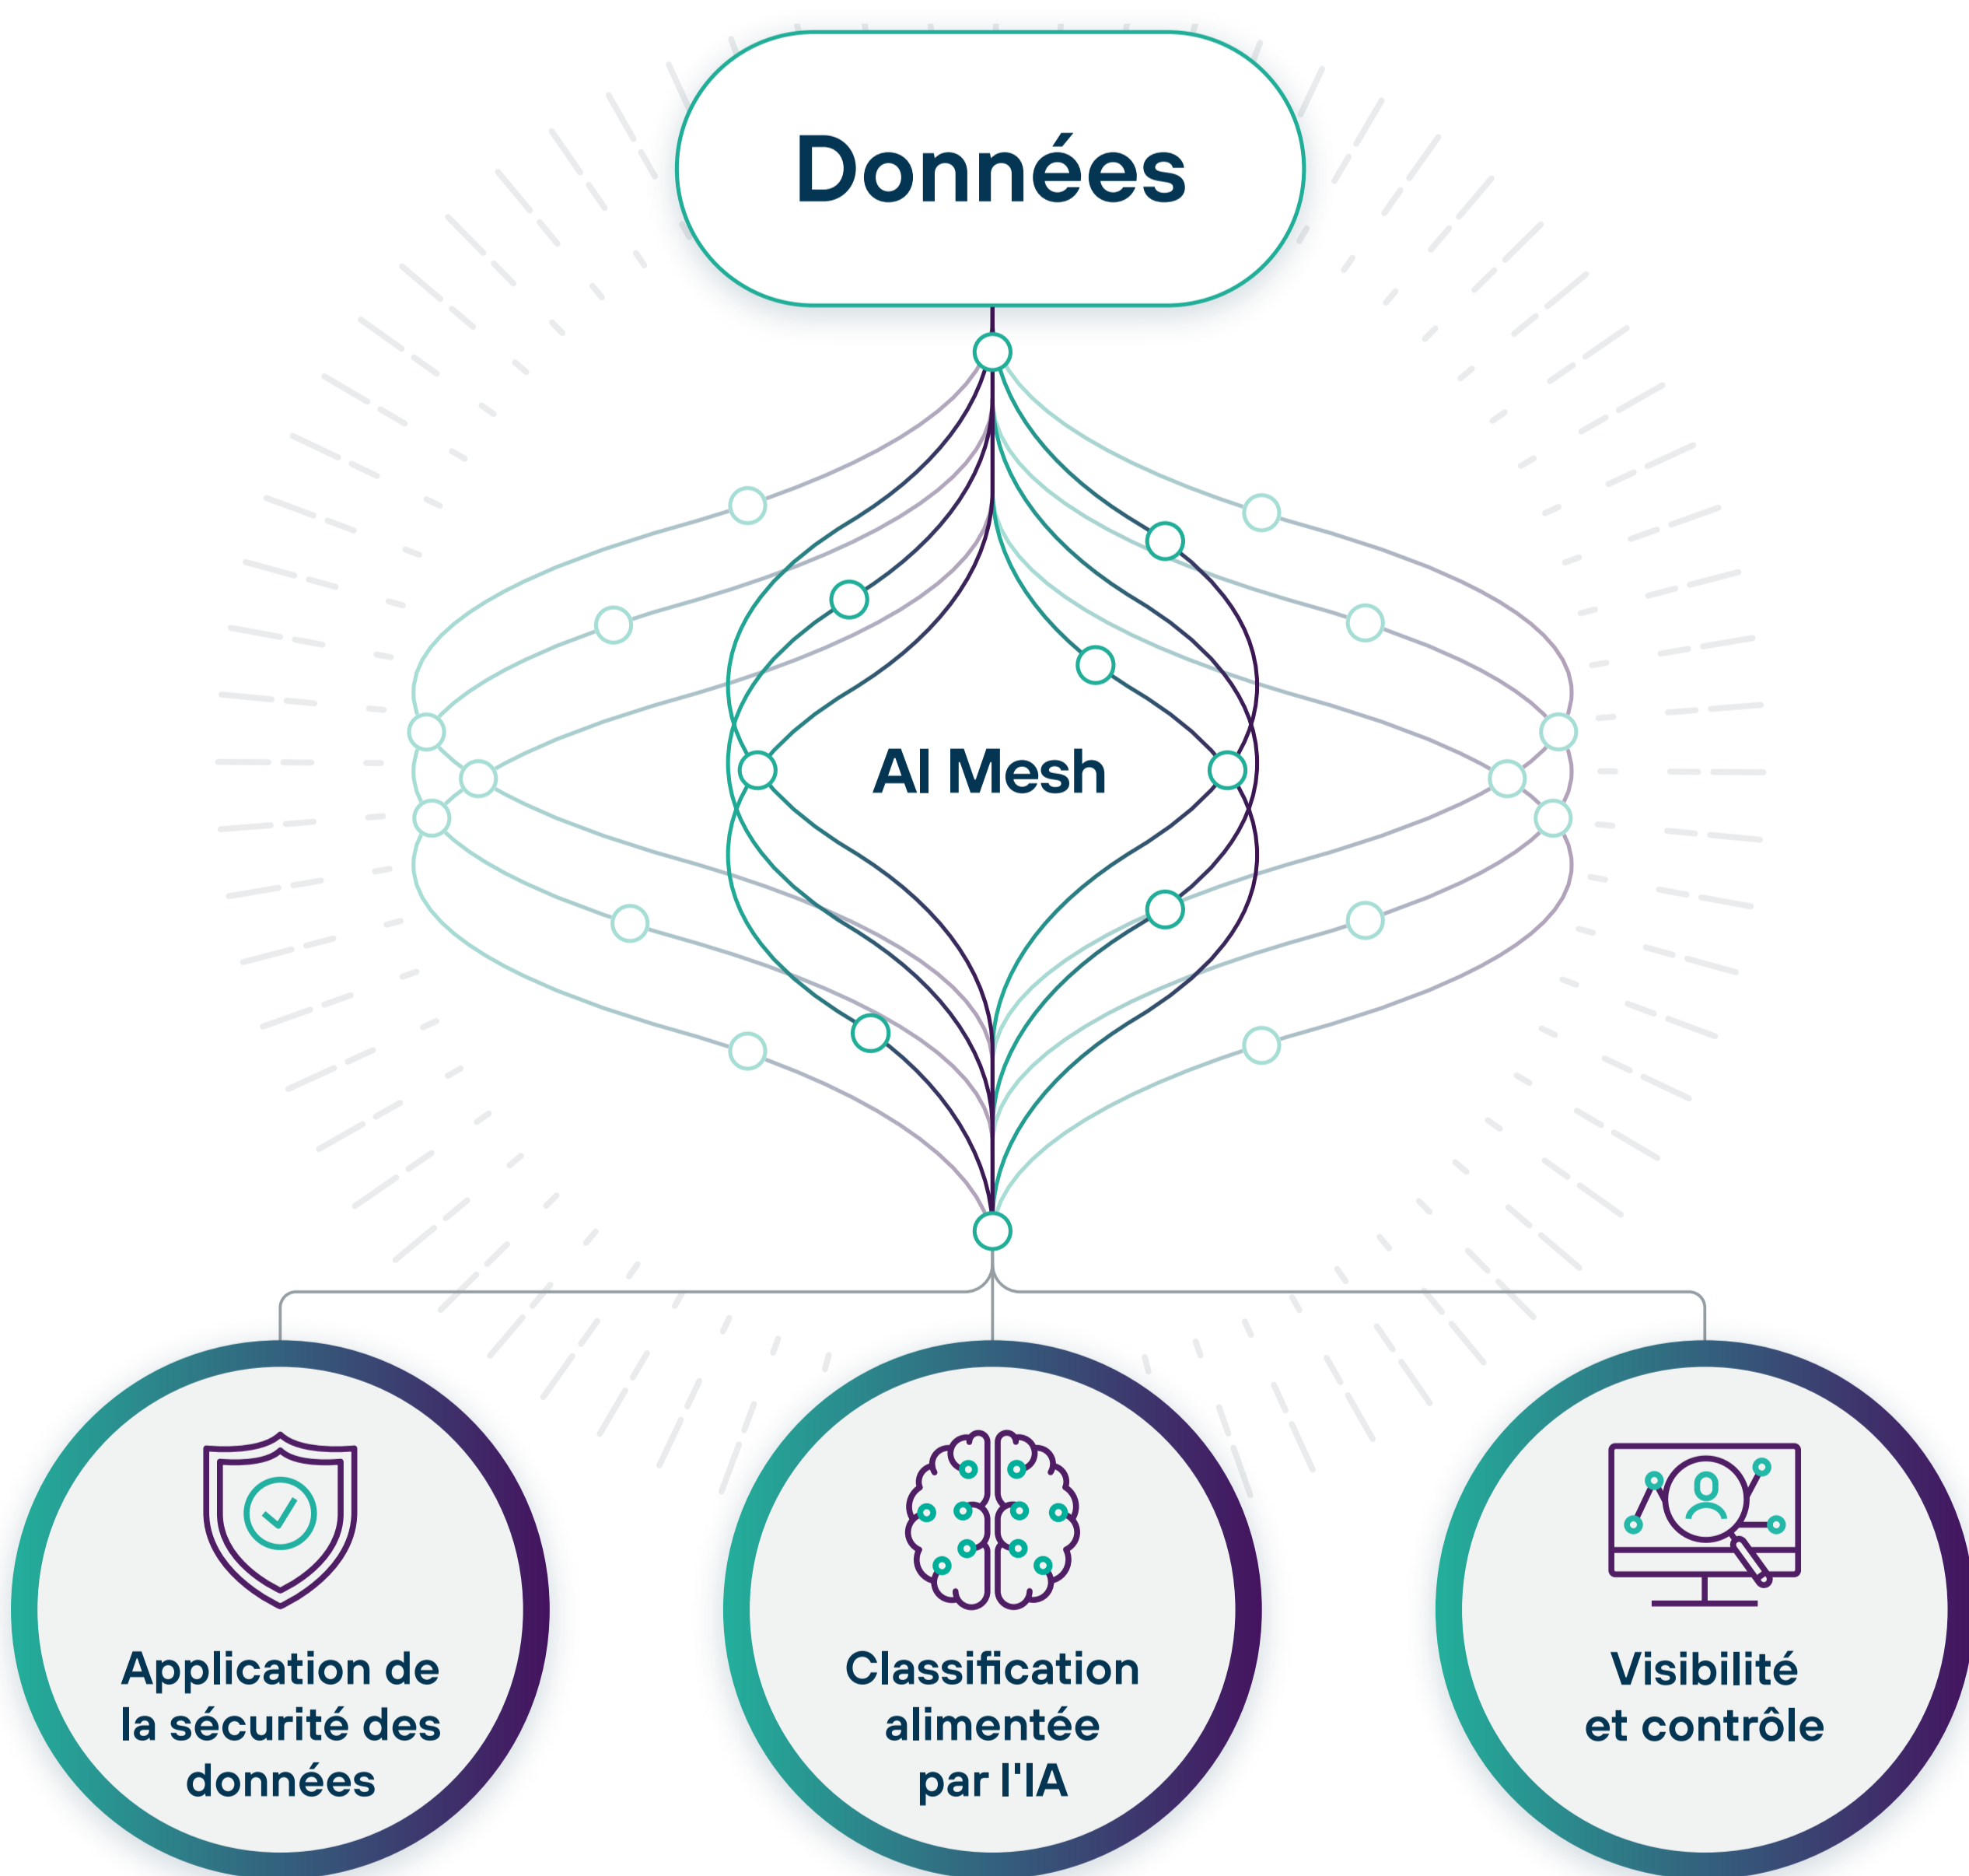 Données
AI Mesh
Application de
la sécurité des
données
Classification
alimentée
par l'IA
Visibilité
et contrôle